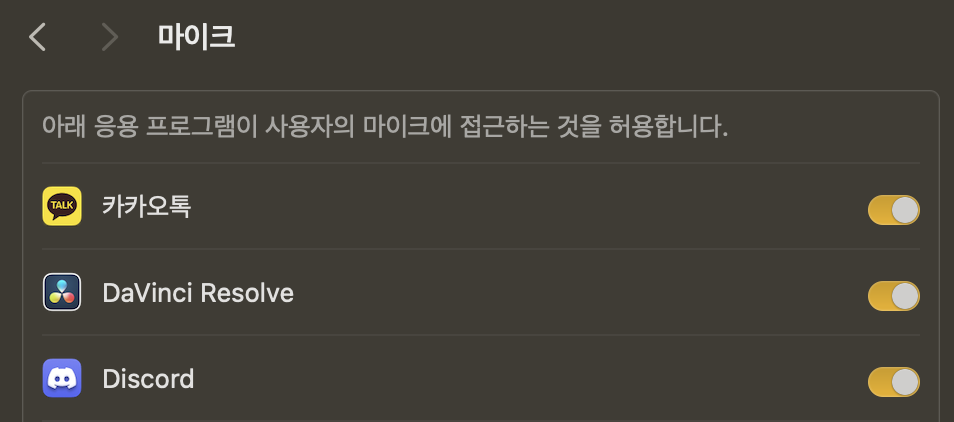 마이크
아래 응용 프로그램이 사용자의 마이크에 접근하는 것을 허용합니다.
TALK
카카오톡
DaVinci Resolve
Discord